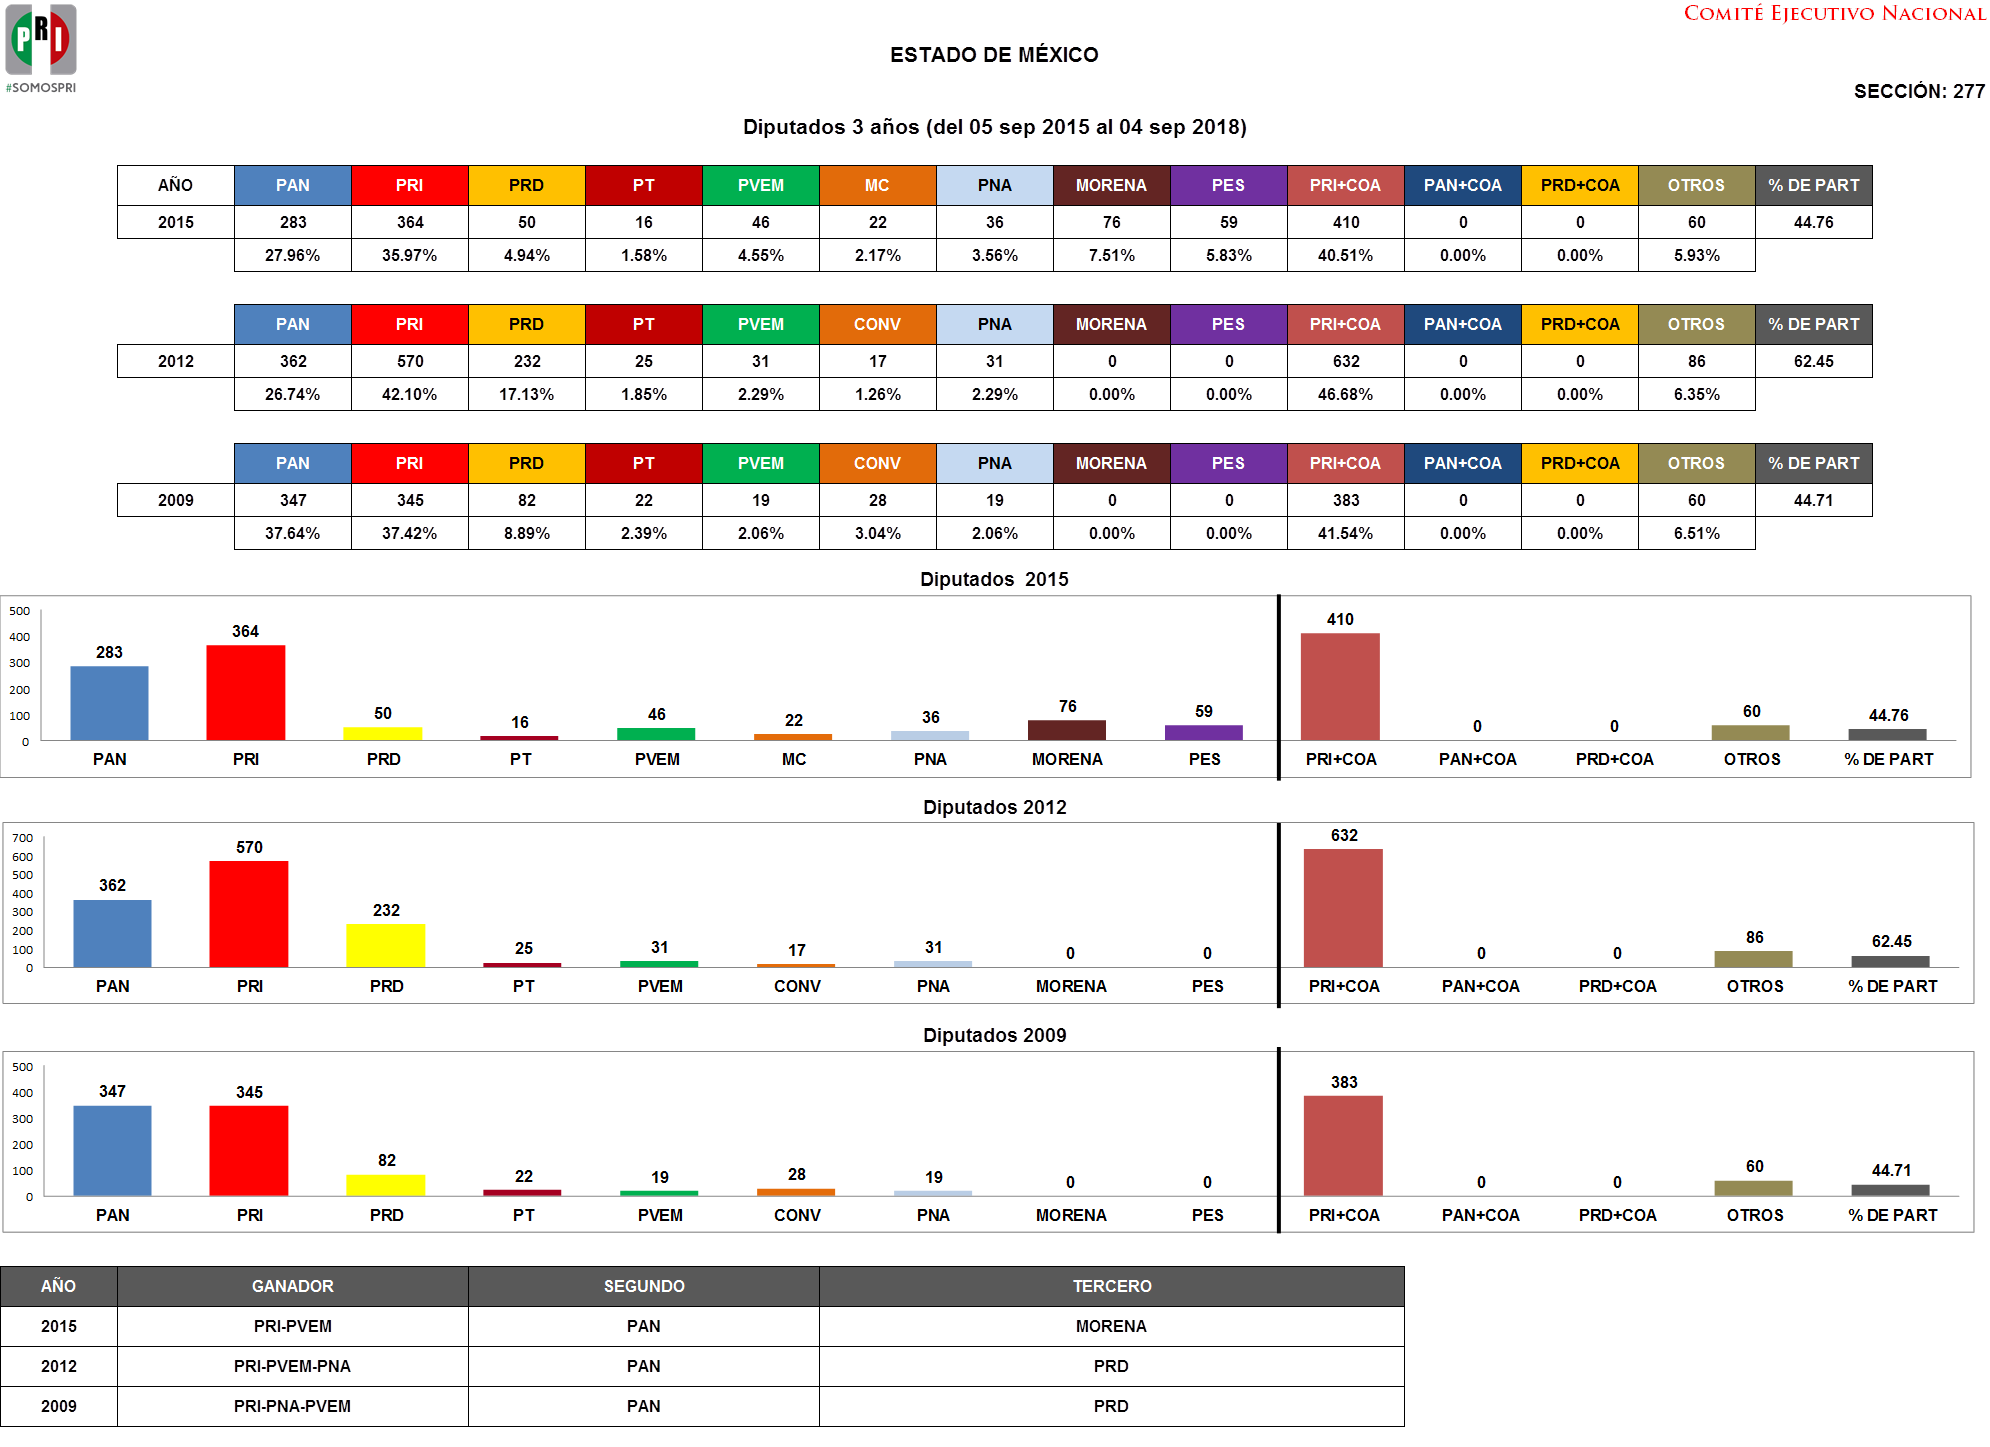 PRI
#SOMOSPRI
COMITÉ EJECUTIVO NACIONAL
ESTADO DE MÉXICO
SECCIÓN: 277
Diputados 3 años (del 05 sep 2015 al 04 sep 2018)
AÑO PAN PRI PRD PT PVEM MC PNA MORENA PES PRI+COA PAN+COA PRD+COA OTROS % DE PART
2015 283 364 50 16 46 22 36 76 59 410 0 0 60 44.76
27.96% 35.97% 4.94% 1.58% 4.55% 2.17% 3.56% 7.51% 5.83% 40.51% 0.00% 0.00% 5.93%
PAN PRI PRD PT PVEM CONV PNA MORENA PES PRI+COA PAN+COA PRD+COA OTROS % DE PART
2012 362 570 232 25 31 17 31 0 0 632 0 0 86 62.45
26.74% 42.10% 17.13% 1.85% 2.29% 1.26% 2.29% 0.00% 0.00% 46.68% 0.00% 0.00% 6.35%
PAN PRI PRD PT PVEM CONV PNA MORENA PES PRI+COA PAN+COA PRD+COA OTROS % DE PART
2009 347 345 82 22 19 28 19 0 0 383 0 0 60 44.71
37.64% 37.42% 8.89% 2.39% 2.06% 3.04% 2.06% 0.00% 0.00% 41.54% 0.00% 0.00% 6.51%
Diputados 2015
500
400
300
200
100
0
283 364 50 16 46 22 36 76 59 410 0 0 60 44.76
PAN PRI PRD PT PVEM MC PNA MORENA PES PRI+COA PAN+COA PRD+COA OTROS % DE PART
Diputados 2012
700
600
500
400
300
200
100
0
362 570 232 25 31 17 31 0 0 632 0 0 86 62.45
PAN PRI PRD PT PVEM CONV PNA MORENA PES PRI+COA PAN+COA PRD+COA OTROS % DE PART
Diputados 2009
500
400
300
200
100
0
347 345 82 22 19 28 19 0 0 383 0 0 60 44.71
PAN PRI PRD PT PVEM CONV PNA MORENA PES PRI+COA PAN+COA PRD+COA OTROS % DE PART
AÑO GANADOR SEGUNDO TERCERO
2015 PRI-PVEM PAN MORENA
2012 PRI-PVEM-PNA PAN PRD
2009 PRI-PNA-PVEM PAN PRD